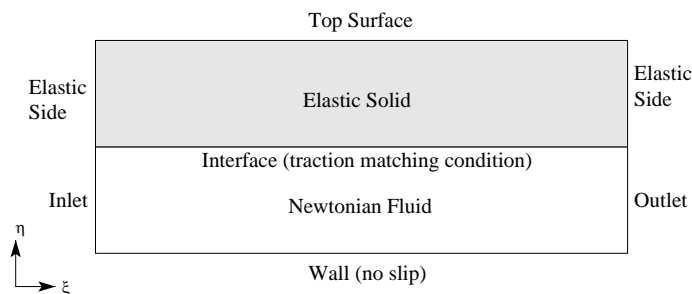 Top Surface
Elastic
Side
Elastic Solid
Elastic
Side
Interface (traction matching condition)
Inlet
Newtonian Fluid
Outlet
η
ξ
Wall (no slip)